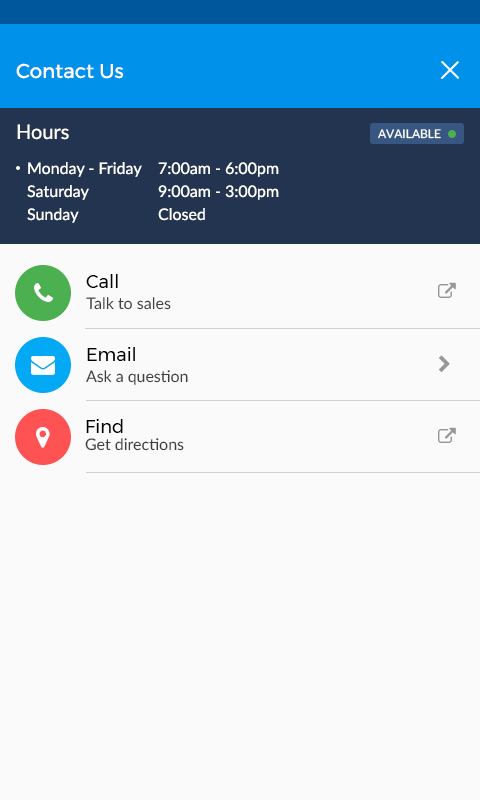 Contact Us
Hours
AVAILABLE
Monday - Friday 7:00am - 6:00pm
Saturday 9:00am - 3:00pm
Sunday Closed
Call
Talk to sales
Email
Ask a question
Find
Get directions